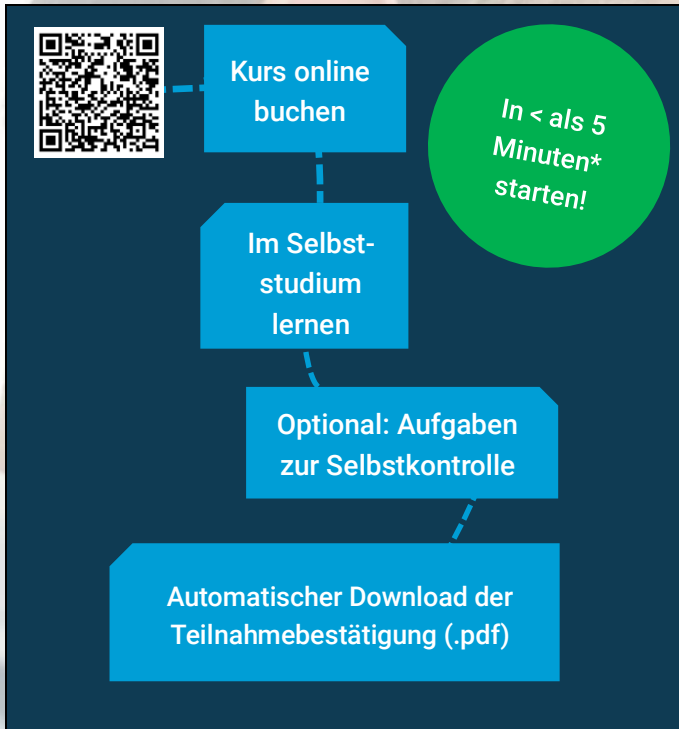 Kurs online
buchen
In < als 5
Minuten*
starten!
Im Selbst-
studium
lernen
Optional: Aufgaben
zur Selbstkontrolle
Automatischer Download der
Teilnahmebestätigung (.pdf)